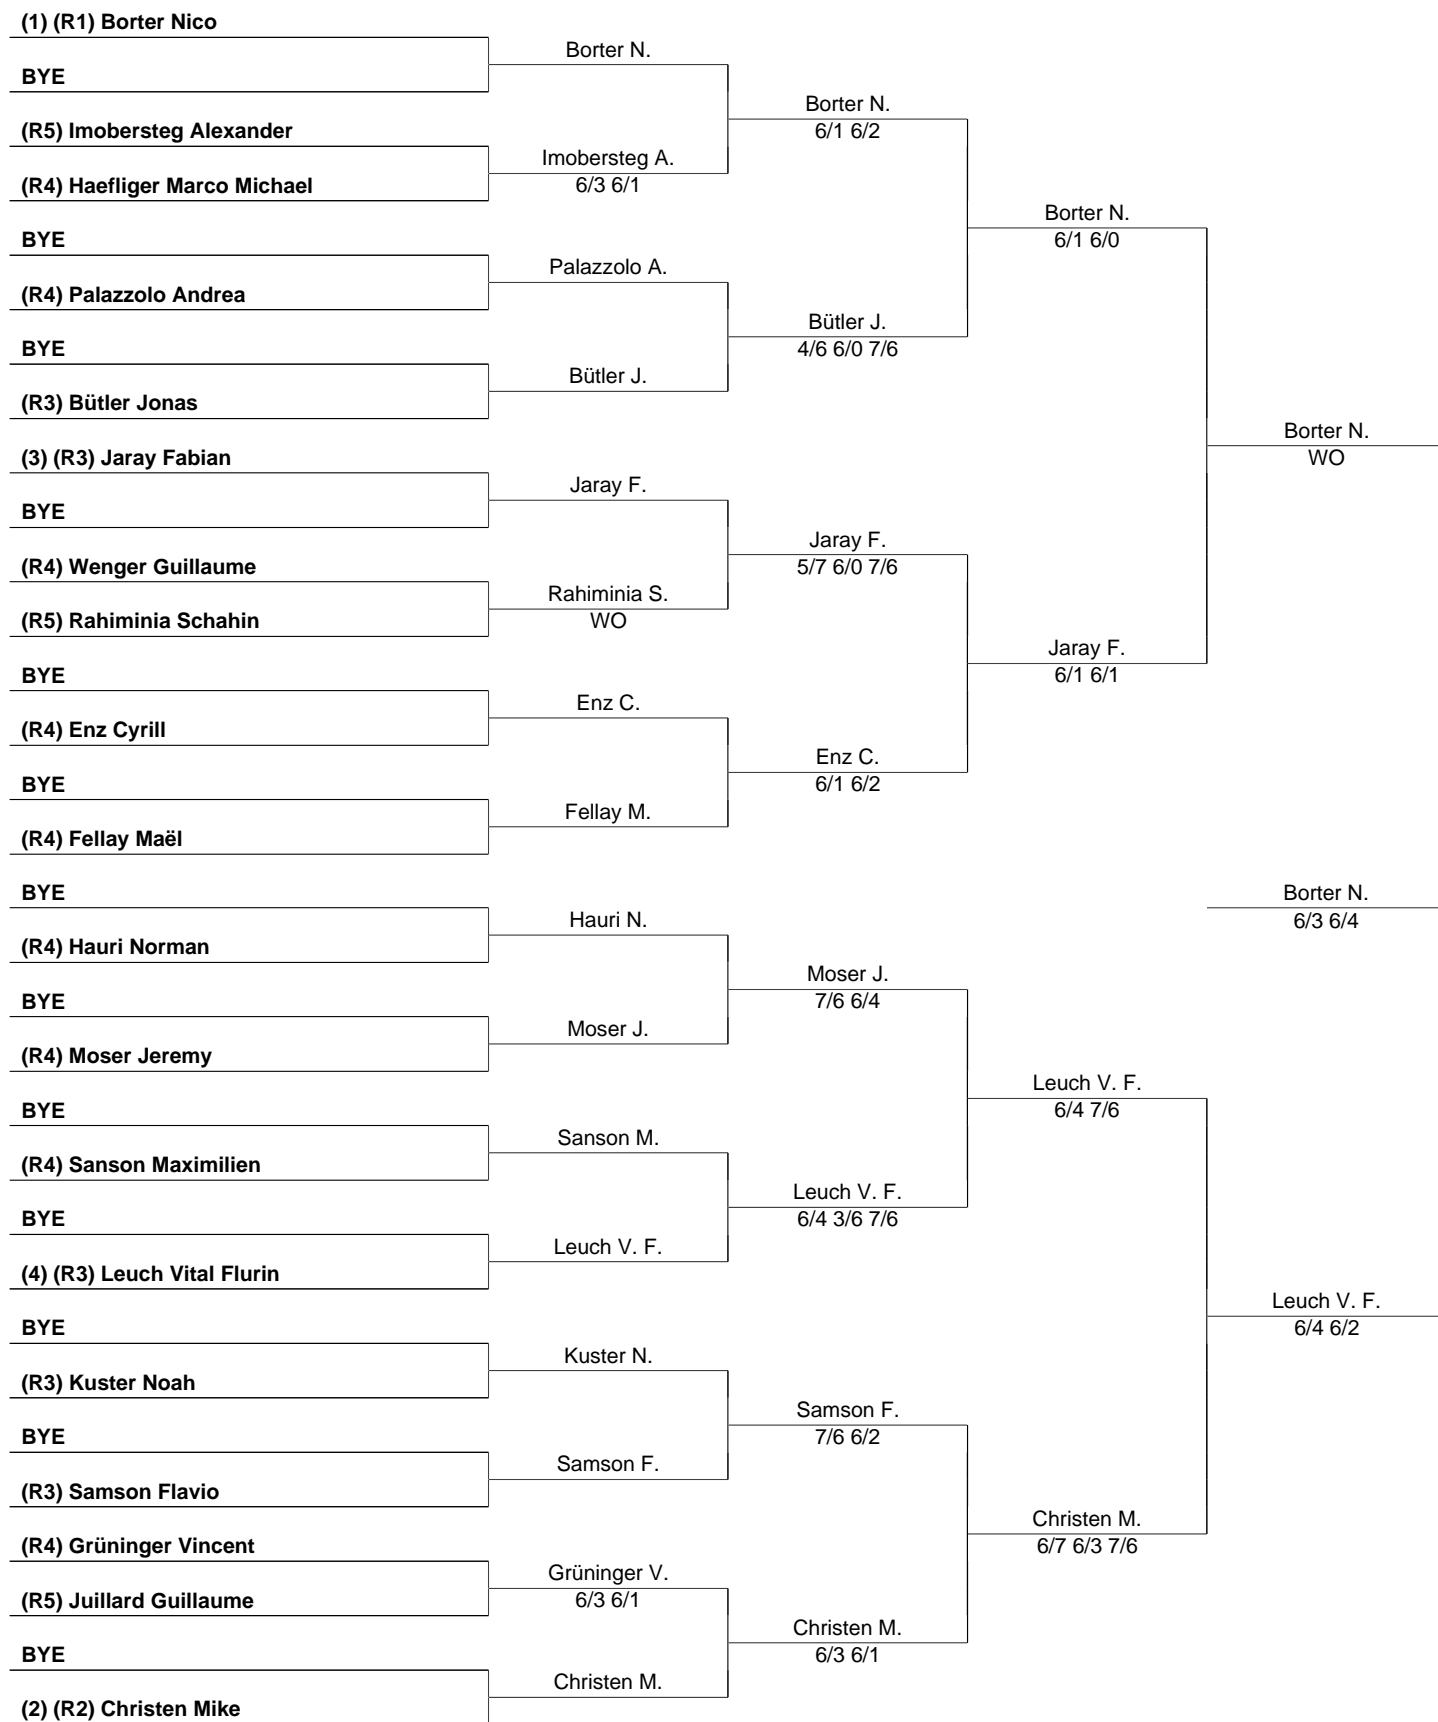 (1) (R1) Borter Nico
BYE
(R5) Imobersteg Alexander
(R4) Haefliger Marco Michael
BYE
(R4) Palazzolo Andrea
BYE
(R3) Bütler Jonas
(3) (R3) Jaray Fabian
BYE
(R4) Wenger Guillaume
(R5) Rahiminia Schahin
BYE
(R4) Enz Cyrill
BYE
(R4) Fellay Maël
BYE
(R4) Hauri Norman
BYE
(R4) Moser Jeremy
BYE
(R4) Sanson Maximilien
BYE
(4) (R3) Leuch Vital Flurin
BYE
(R3) Kuster Noah
BYE
(R3) Samson Flavio
(R4) Grüninger Vincent
(R5) Juillard Guillaume
BYE
(2) (R2) Christen Mike
Borter N.
Imobersteg A.
6/3 6/1
Palazzolo A.
Bütler J.
Jaray F.
Rahiminia S.
WO
Enz C.
Fellay M.
Hauri N.
Moser J.
Sanson M.
Leuch V. F.
Kuster N.
Samson F.
Grüninger V.
6/3 6/1
Christen M.
Borter N.
6/1 6/2
Bütler J.
4/6 6/0 7/6
Jaray F.
5/7 6/0 7/6
Enz C.
6/1 6/2
Moser J.
7/6 6/4
Leuch V. F.
6/4 3/6 7/6
Samson F.
7/6 6/2
Christen M.
6/3 6/1
Borter N.
6/1 6/0
Jaray F.
6/1 6/1
Leuch V. F.
6/4 7/6
Christen M.
6/7 6/3 7/6
Borter N.
WO
Borter N.
6/3 6/4
Leuch V. F.
6/4 6/2